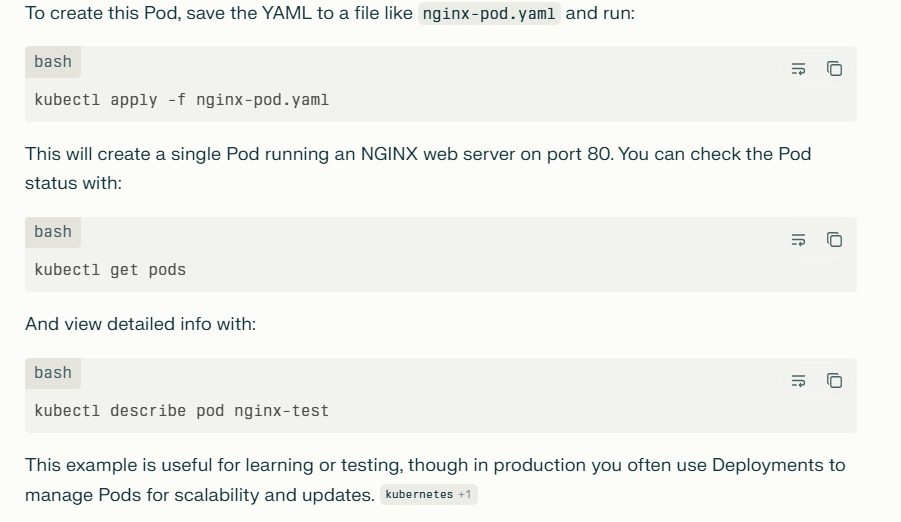 To create this Pod, save the YAML to a file like nginx-pod.yaml and run:
bash
kubectl apply -f nginx-pod.yaml
This will create a single Pod running an NGINX web server on port 80. You can check the Pod
status with:
bash
kubectl get pods
And view detailed info with:
bash
kubectl describe pod nginx-test
This example is useful for learning or testing, though in production you often use Deployments to
manage Pods for scalability and updates. kubernetes +1